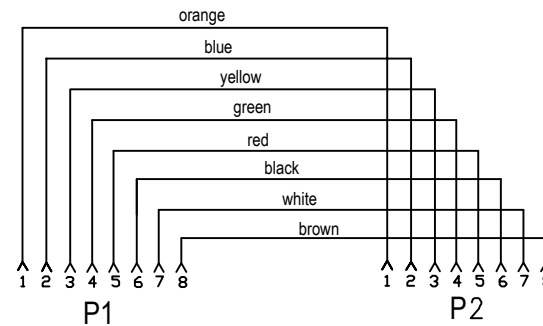 orange
blue
yellow
green
red
black
white
brown
1 2 3 4 5 6 7 8 1 2 3 4 5 6 7
P1 P2